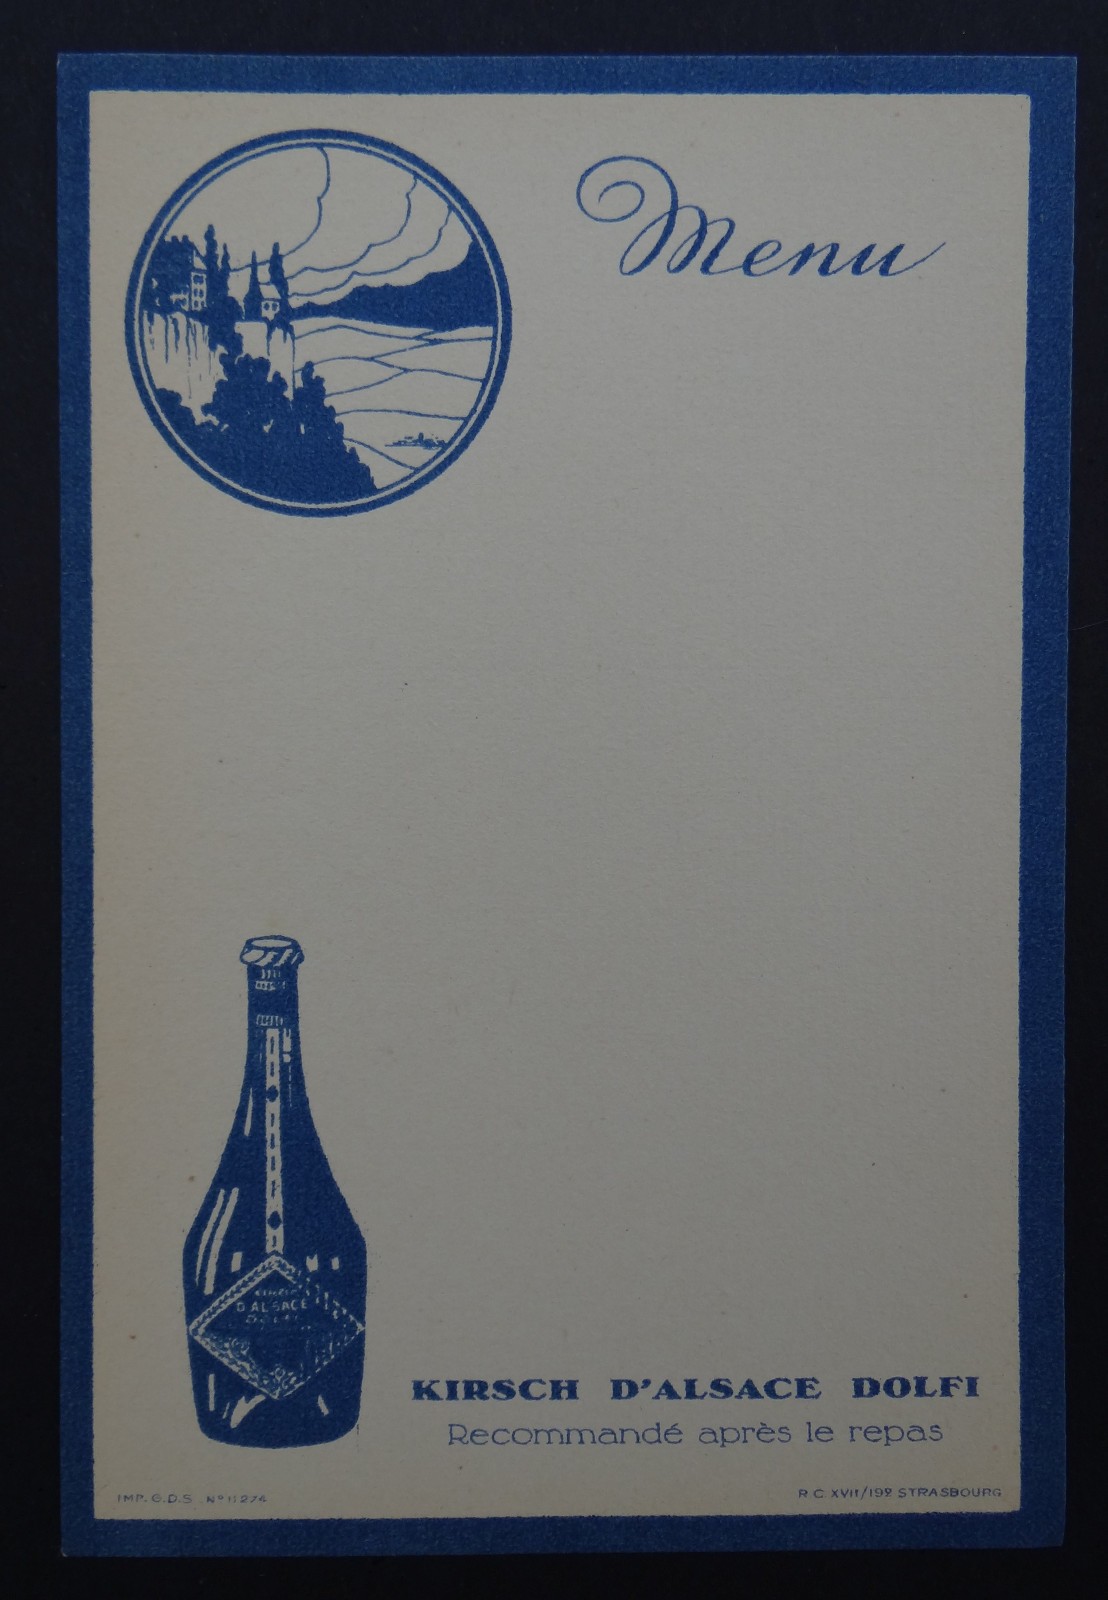 Menu
D'ALSACE
KIRSCH D'ALSACE DOLFI
Recommandé après le repas
IMP. C.D.S. N° 11274
R.C. XVII/192 STRASBOURG